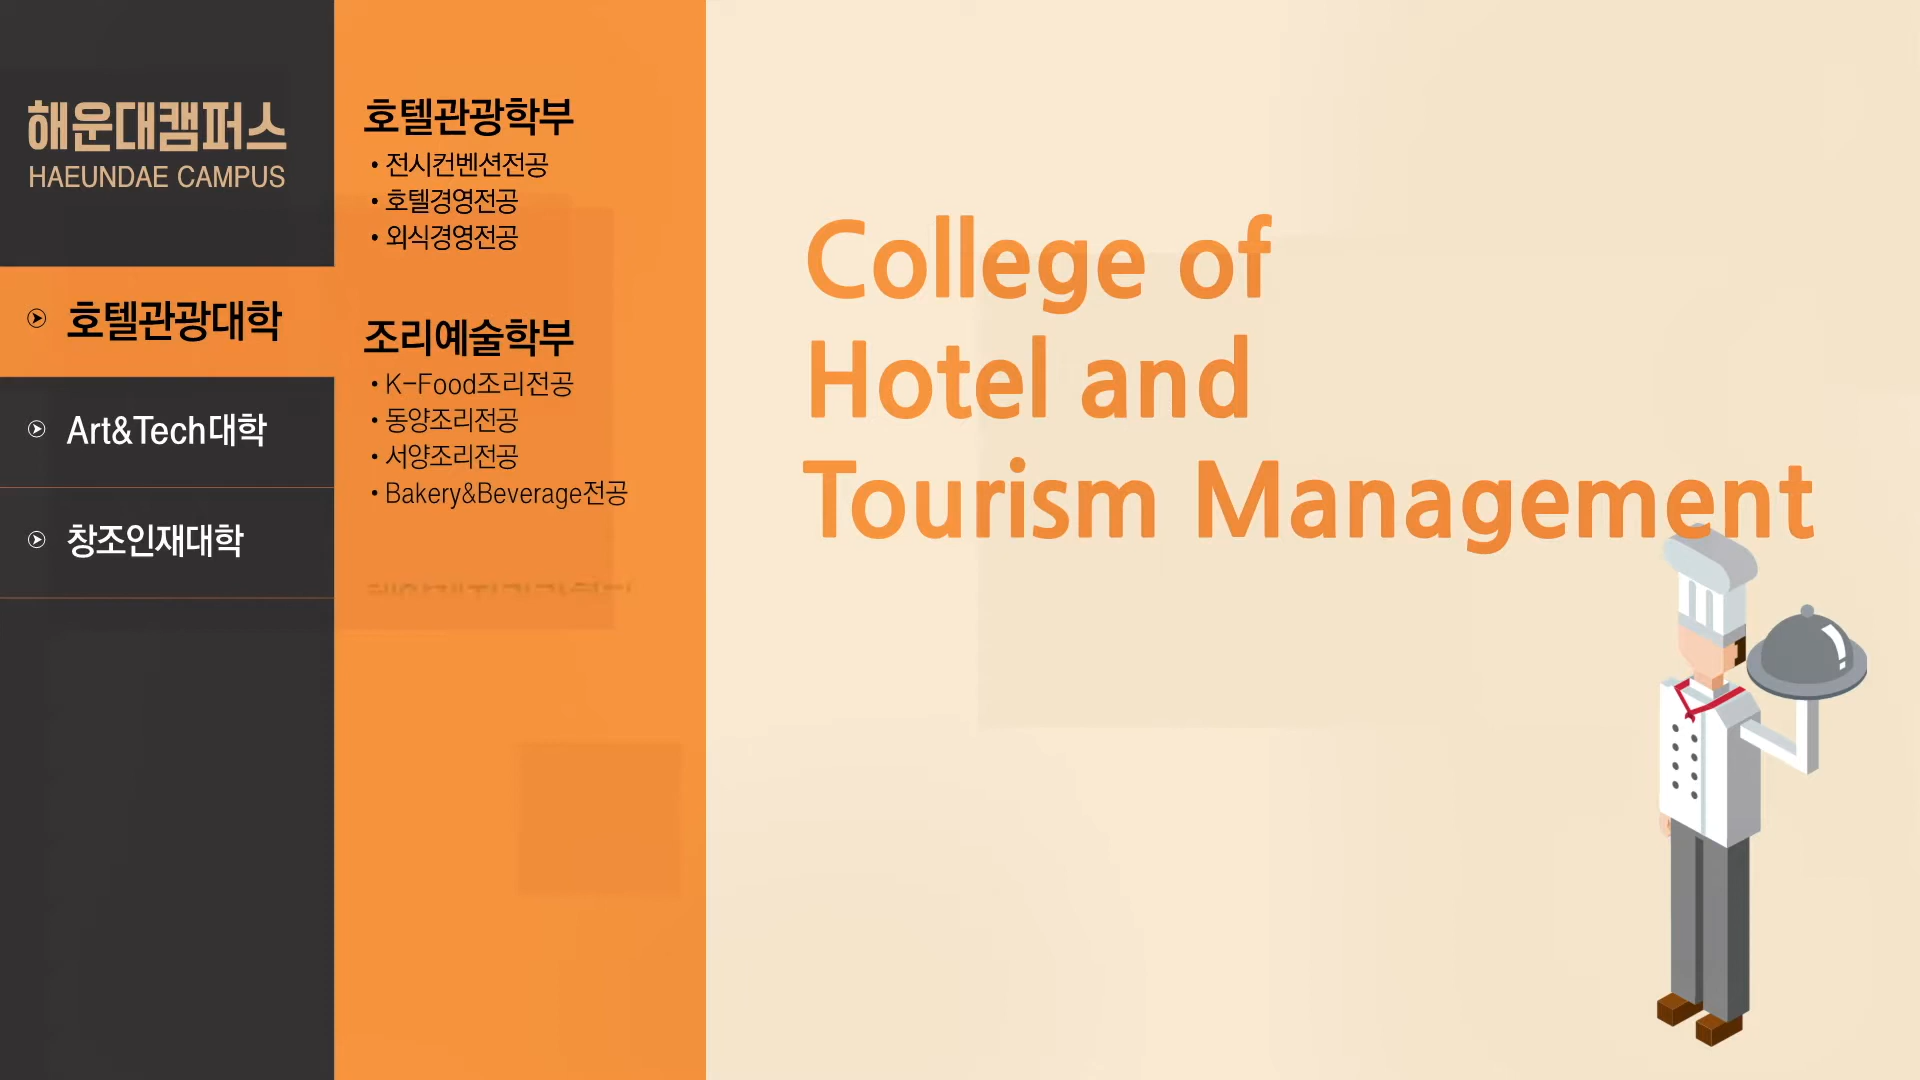 해운대캠퍼스
HAEUNDAE CAMPUS
호텔관광대학
Art&Tech대학
창조인재대학
호텔관광학부
• 전시컨벤션전공
• 호텔경영전공
• 외식경영전공
조리예술학부
• K-Food조리전공
• 동양조리전공
• 서양조리전공
• Bakery&Beverage전공
College of
Hotel and
Tourism Management